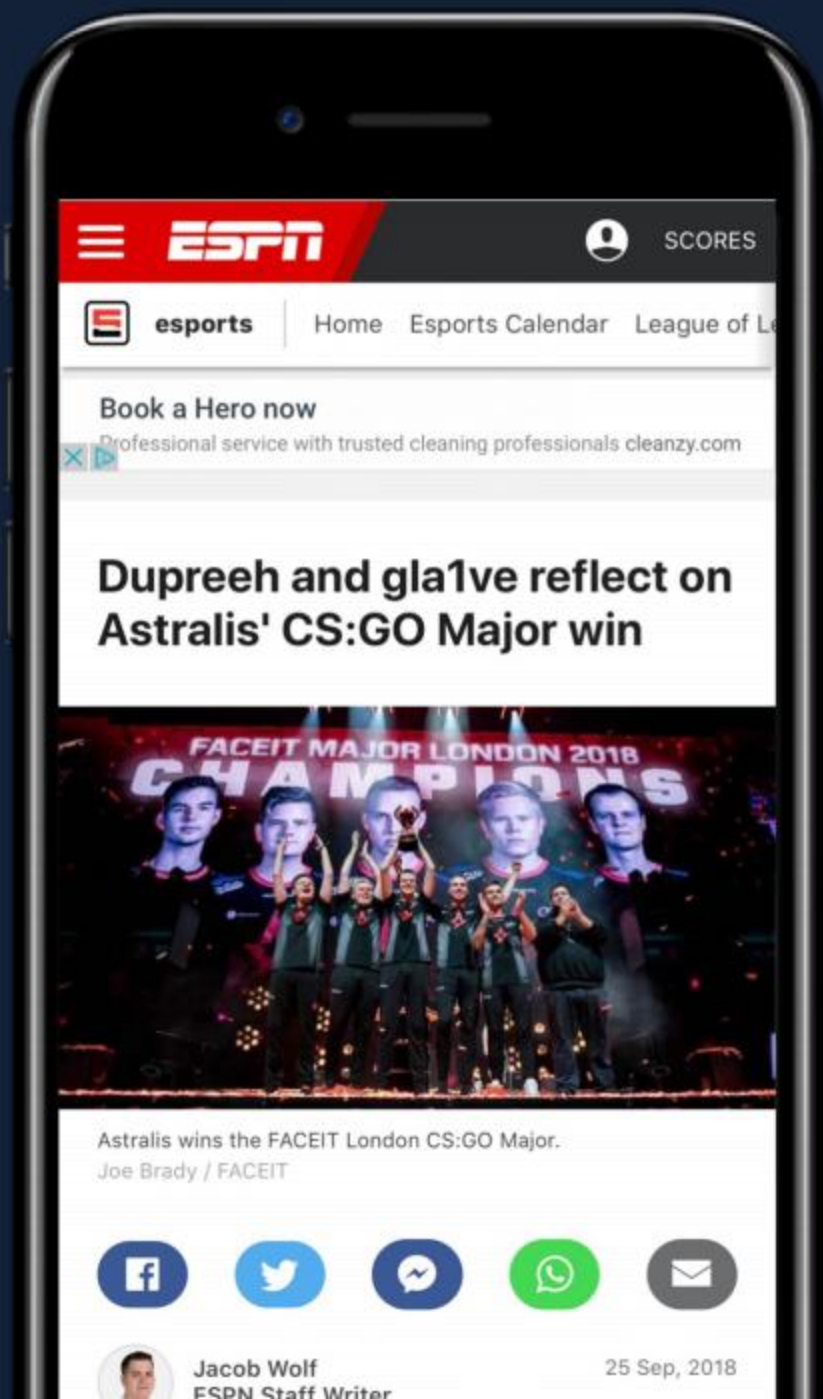 ESPN
SCORES
esports
Home
Esports Calendar
League of Le
Book a Hero now
Professional service with trusted cleaning professionals cleanzy.com
Dupreeh and gla1ve reflect on
Astralis' CS:GO Major win
FACEIT MAJOR LONDON 2018
CHAMPIONS
Astralis wins the FACEIT London CS:GO Major.
Joe Brady / FACEIT
Jacob Wolf
25 Sep, 2018
ESPN Staff Writer